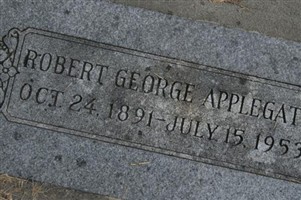 ROBERT GEORGE APPLEGAT
OCT. 24. 1891-JULY 15, 1953